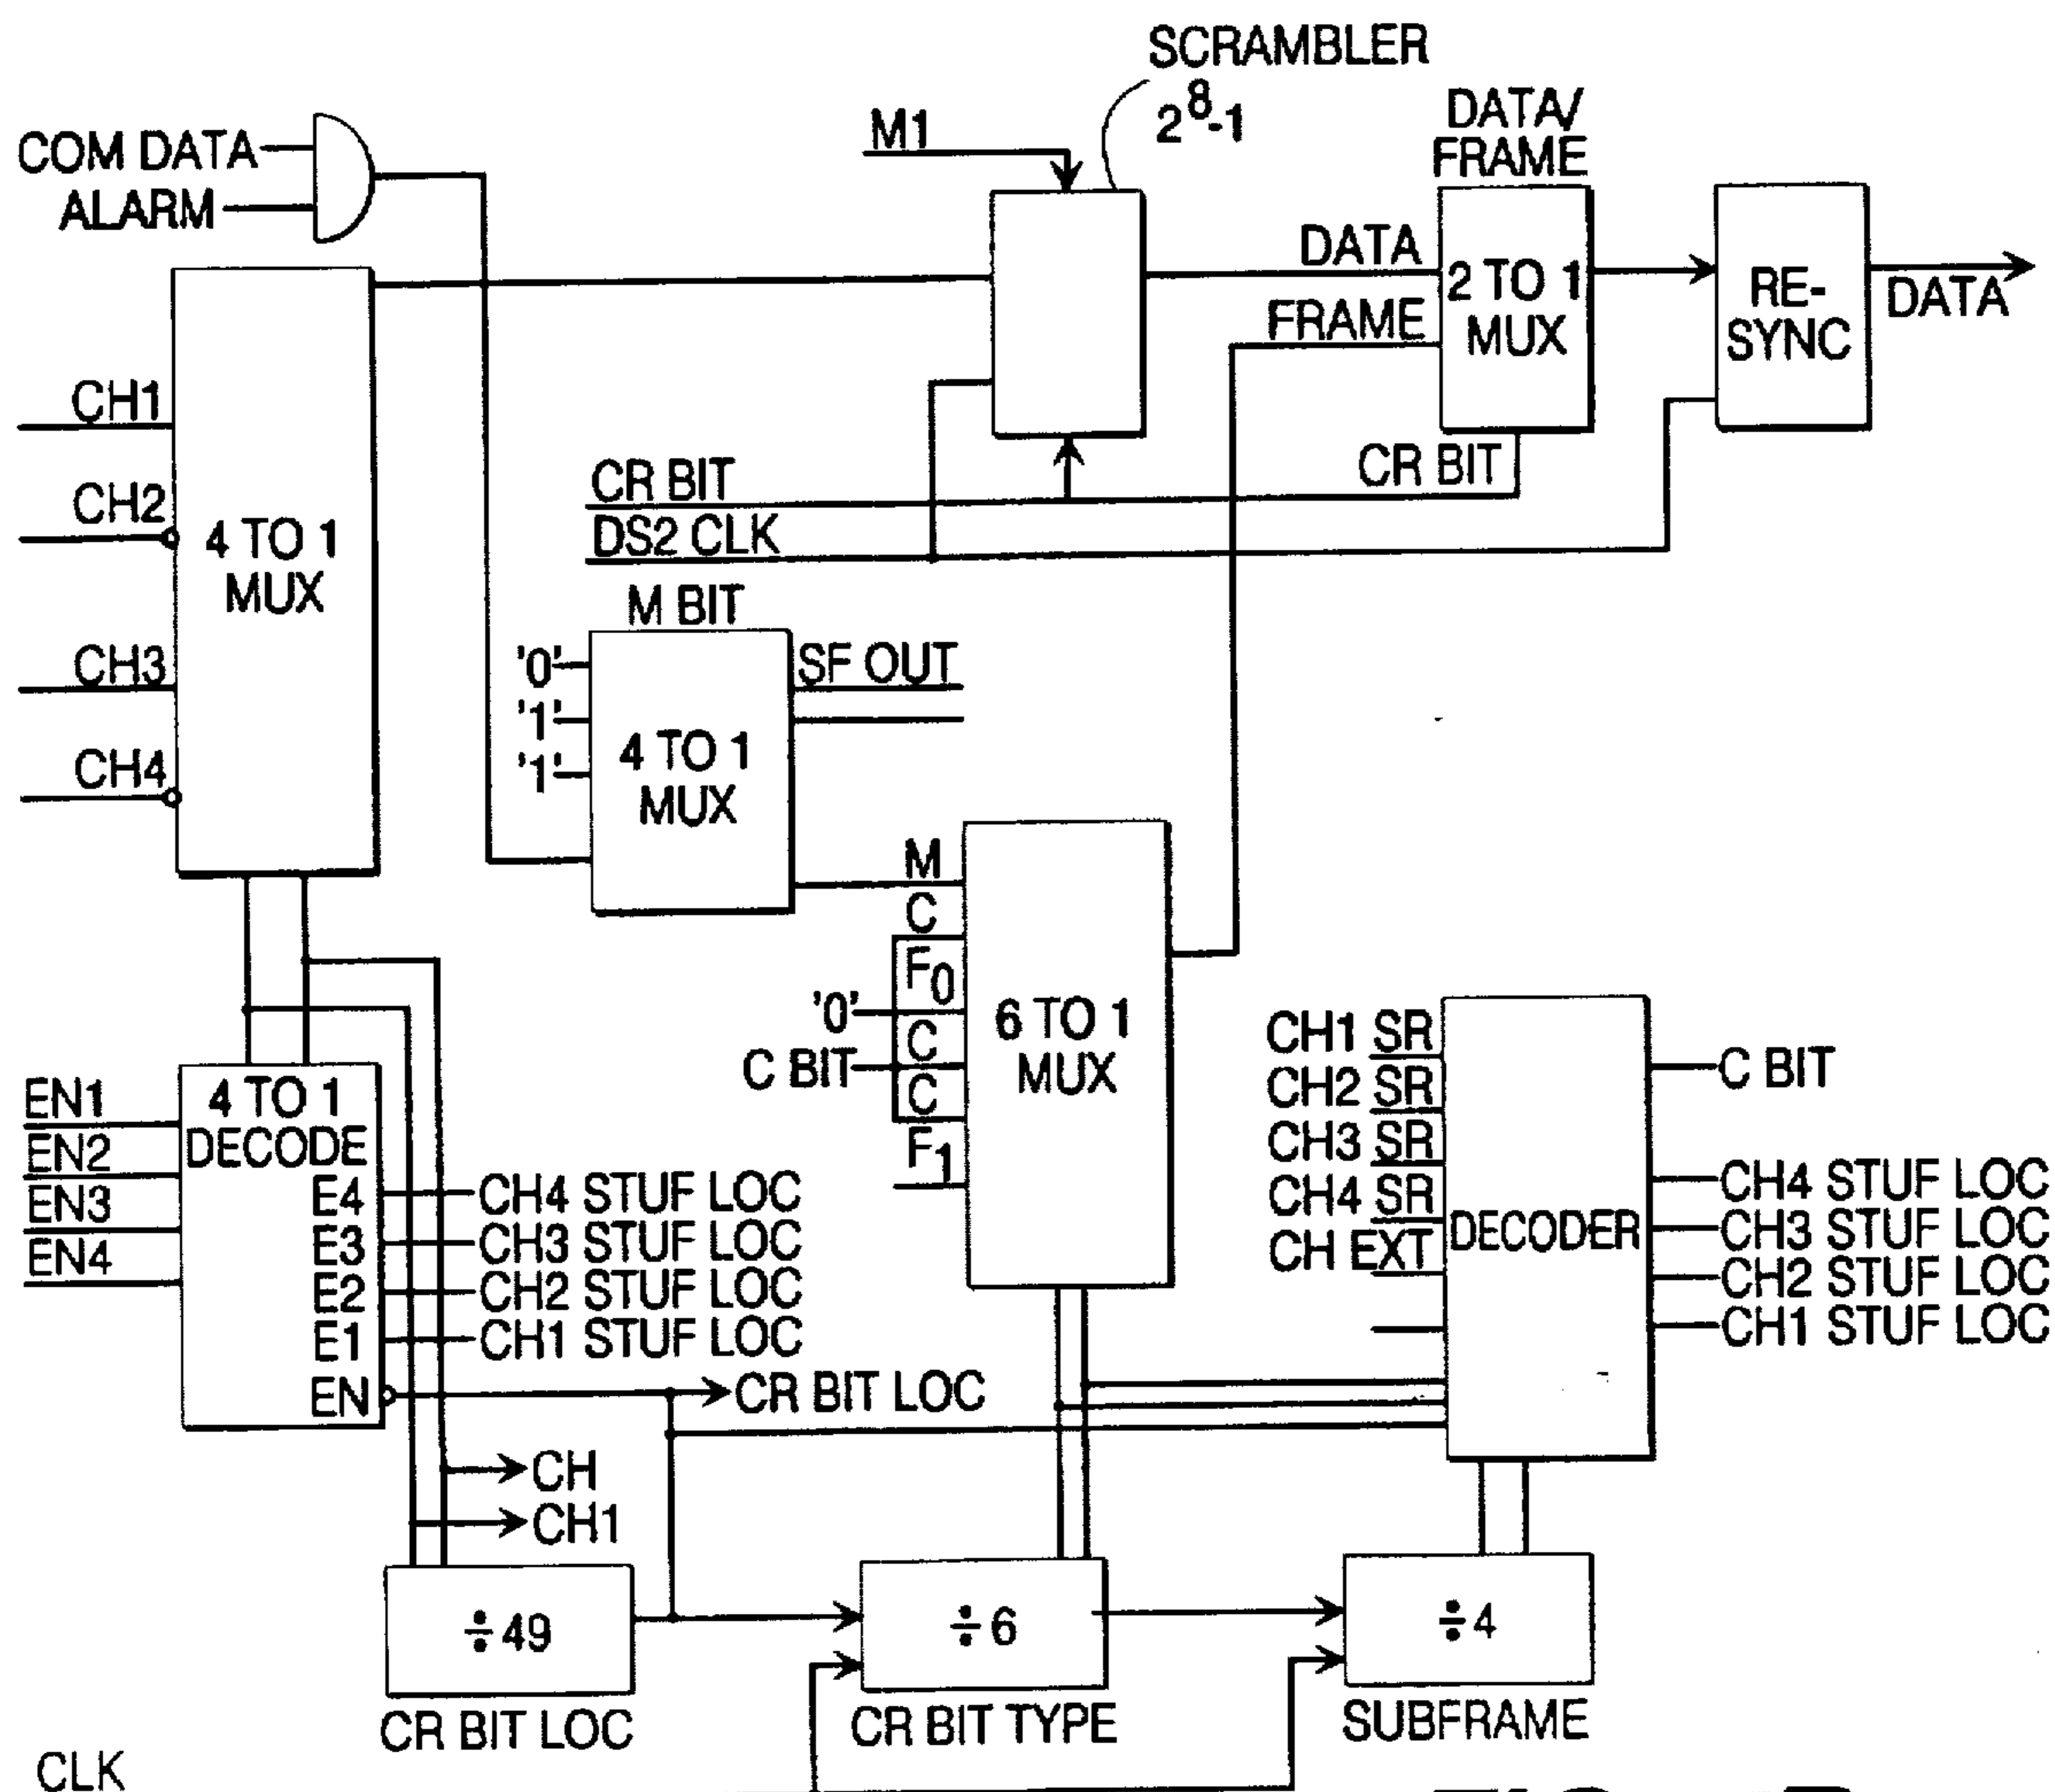 SCRAMBLER
2^8-1
M1
DATA/
FRAME
COM DATA
ALARM
DATA
FRAME
2 TO 1
MUX
RE-
SYNC
DATA
CH1
CH2
CH3
CH4
4 TO 1
MUX
CR BIT
CR BIT
DS2 CLK
M BIT
'0'
'1'
'1'
4 TO 1
MUX
SF OUT
M
C
F0
'0'
C
C BIT
C
F1
6 TO 1
MUX
CH1 SR
CH2 SR
CH3 SR
CH4 SR
CH EXT
DECODER
C BIT
CH4 STUF LOC
CH3 STUF LOC
CH2 STUF LOC
CH1 STUF LOC
EN1
EN2
EN3
EN4
4 TO 1
DECODE
E4
E3
E2
E1
EN
CH4 STUF LOC
CH3 STUF LOC
CH2 STUF LOC
CH1 STUF LOC
CR BIT LOC
CH
CH1
÷49
÷6
÷4
CR BIT LOC
CR BIT TYPE
SUBFRAME
CLK